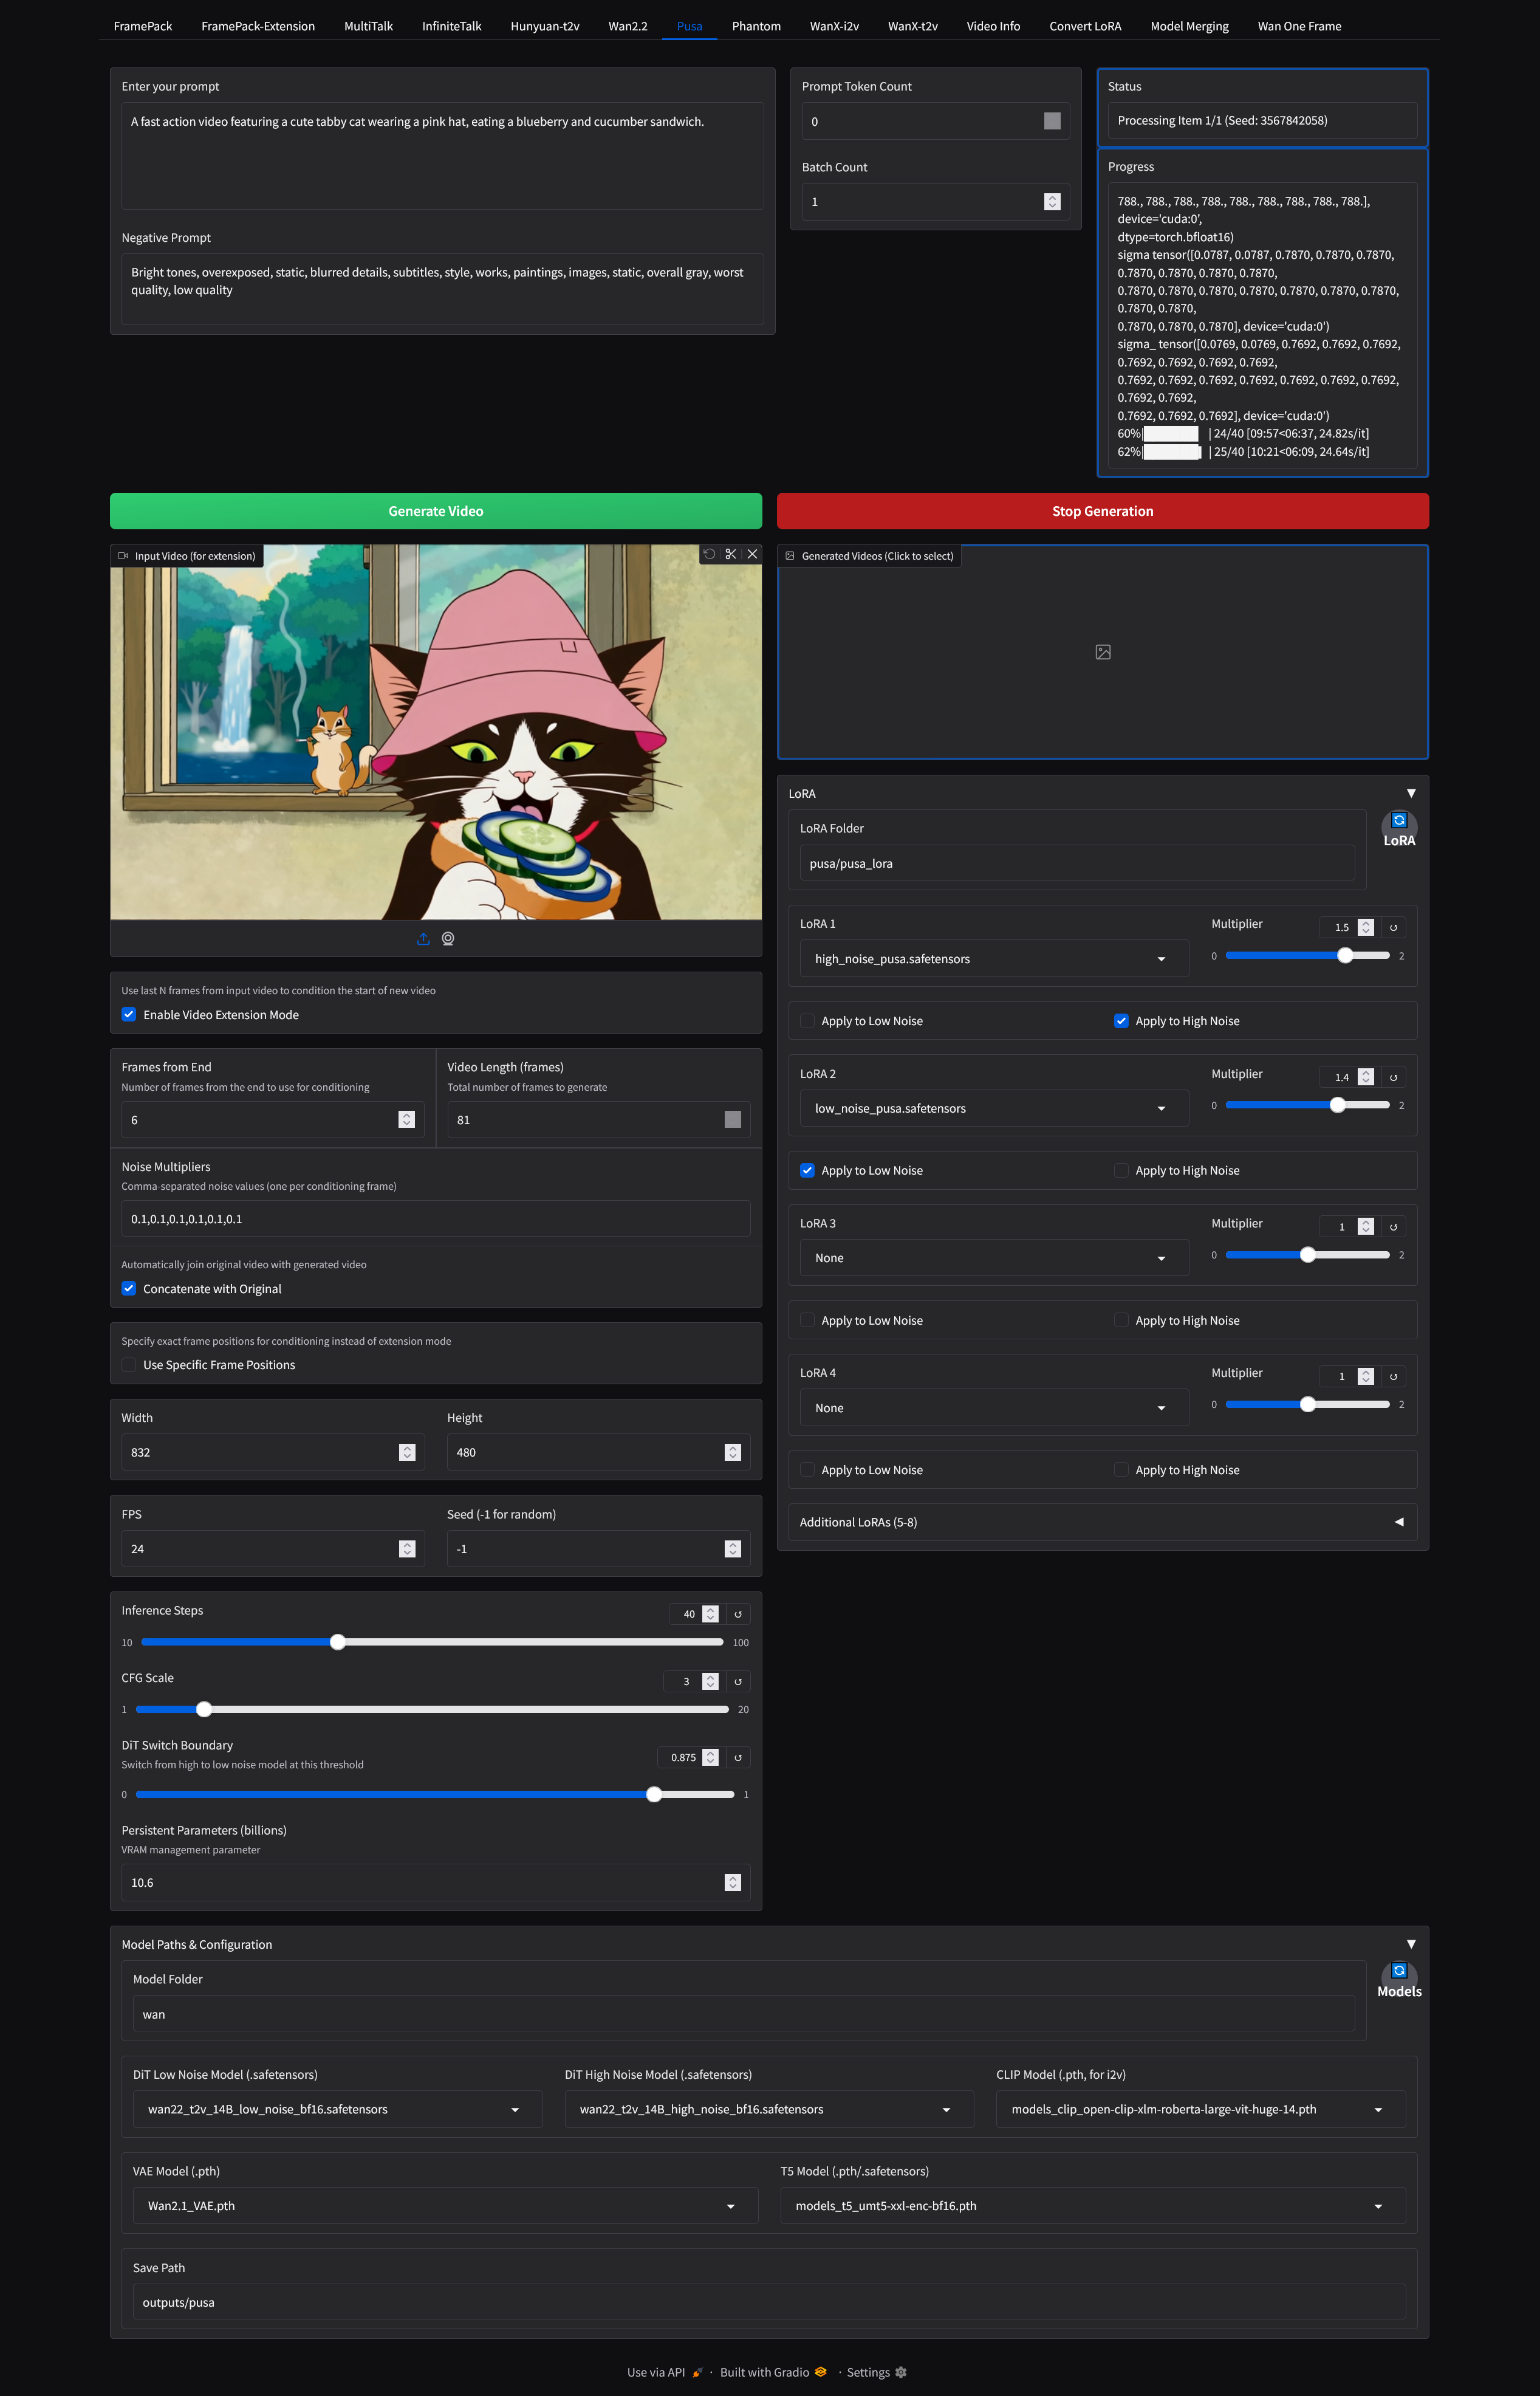 FramePack FramePack-Extension MultiTalk InfiniteTalk Hunyuan-t2v Wan2.2 Pusa Phantom WanX-i2v WanX-t2v Video Info Convert LoRA Model Merging Wan One Frame
Enter your prompt
A fast action video featuring a cute tabby cat wearing a pink hat, eating a blueberry and cucumber sandwich.
Negative Prompt
Bright tones, overexposed, static, blurred details, subtitles, style, works, paintings, images, static, overall gray, worst
quality, low quality
Prompt Token Count
0
Batch Count
1
Status
Processing Item 1/1 (Seed: 3567842058)
Progress
788., 788., 788., 788., 788., 788., 788., 788., 788.],
device='cuda:0',
dtype=torch.bfloat16)
sigma tensor([0.0787, 0.0787, 0.7870, 0.7870, 0.7870,
0.7870, 0.7870, 0.7870, 0.7870,
0.7870, 0.7870, 0.7870, 0.7870, 0.7870, 0.7870, 0.7870,
0.7870, 0.7870,
0.7870, 0.7870, 0.7870], device='cuda:0')
sigma_ tensor([0.0769, 0.0769, 0.7692, 0.7692, 0.7692,
0.7692, 0.7692, 0.7692, 0.7692,
0.7692, 0.7692, 0.7692, 0.7692, 0.7692, 0.7692, 0.7692,
0.7692, 0.7692,
0.7692, 0.7692, 0.7692], device='cuda:0')
60%| | 24/40 [09:57<06:37, 24.82s/it]
62%| | 25/40 [10:21<06:09, 24.64s/it]
Generate Video
Stop Generation
Input Video (for extension)
Use last N frames from input video to condition the start of new video
Enable Video Extension Mode
Frames from End
Number of frames from the end to use for conditioning
6
Video Length (frames)
Total number of frames to generate
81
Noise Multipliers
Comma-separated noise values (one per conditioning frame)
0.1,0.1,0.1,0.1,0.1,0.1
Automatically join original video with generated video
Concatenate with Original
Specify exact frame positions for conditioning instead of extension mode
Use Specific Frame Positions
Width
832
Height
480
FPS
24
Seed (-1 for random)
-1
Inference Steps
40
10 100
CFG Scale
3
1 20
DiT Switch Boundary
Switch from high to low noise model at this threshold
0.875
0 1
Persistent Parameters (billions)
VRAM management parameter
10.6
Generated Videos (Click to select)
LoRA
LoRA Folder
pusa/pusa_lora
LoRA
LoRA 1
high_noise_pusa.safetensors
Multiplier
1.5
0 2
Apply to Low Noise Apply to High Noise
LoRA 2
low_noise_pusa.safetensors
Multiplier
1.4
0 2
Apply to Low Noise Apply to High Noise
LoRA 3
None
Multiplier
1
0 2
Apply to Low Noise Apply to High Noise
LoRA 4
None
Multiplier
1
0 2
Apply to Low Noise Apply to High Noise
Additional LoRAs (5-8)
Model Paths & Configuration
Model Folder
wan
Models
DiT Low Noise Model (.safetensors)
wan22_t2v_14B_low_noise_bf16.safetensors
DiT High Noise Model (.safetensors)
wan22_t2v_14B_high_noise_bf16.safetensors
CLIP Model (.pth, for i2v)
models_clip_open-clip-xlm-roberta-large-vit-huge-14.pth
VAE Model (.pth)
Wan2.1_VAE.pth
T5 Model (.pth/.safetensors)
models_t5_umt5-xxl-enc-bf16.pth
Save Path
outputs/pusa
Use via API · Built with Gradio · Settings